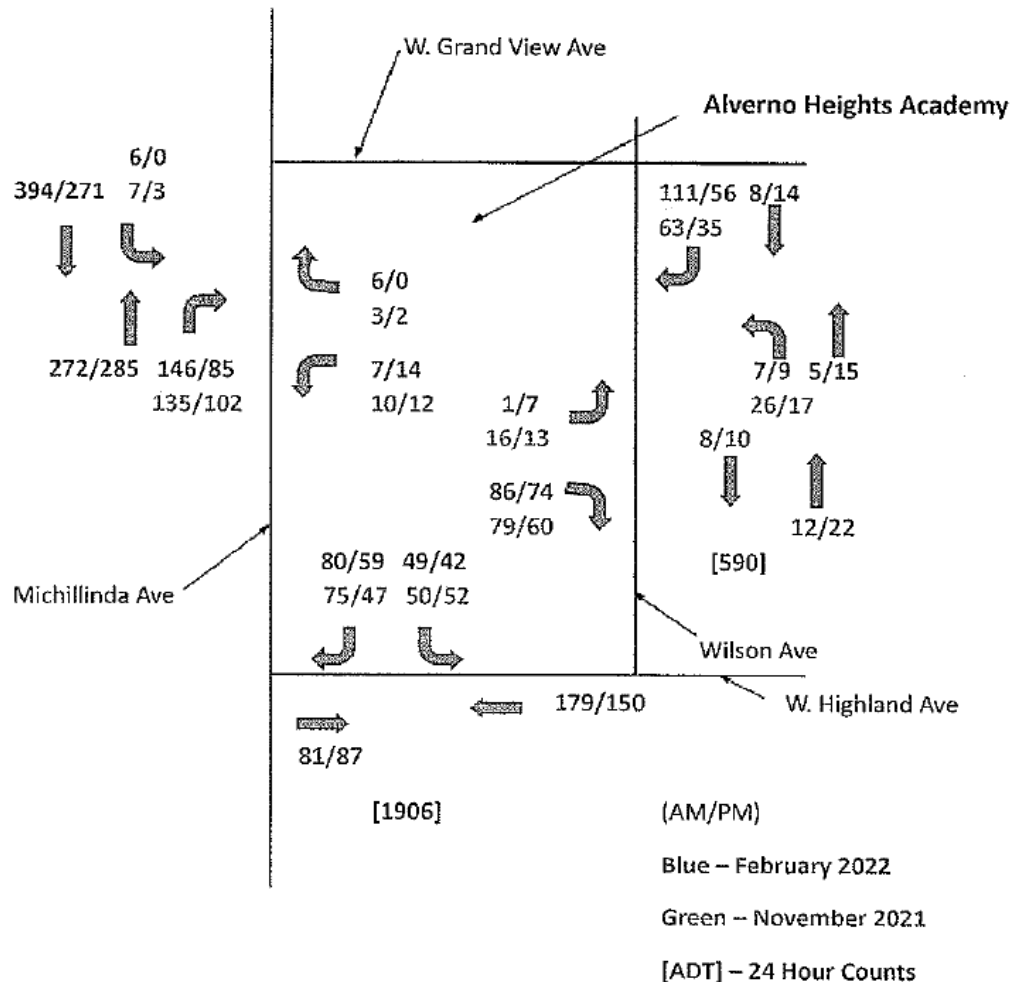 W. Grand View Ave
Alverno Heights Academy
6/0
394/271 7/3
111/56 8/14
63/35
6/0
3/2
272/285 146/85
135/102
7/14
10/12
7/9 5/15
26/17
1/7
16/13
8/10
86/74
79/60
12/22
80/59 49/42
75/47 50/52
[590]
Michillinda Ave
Wilson Ave
179/150
W. Highland Ave
81/87
[1906]
(AM/PM)
Blue – February 2022
Green – November 2021
[ADT] – 24 Hour Counts